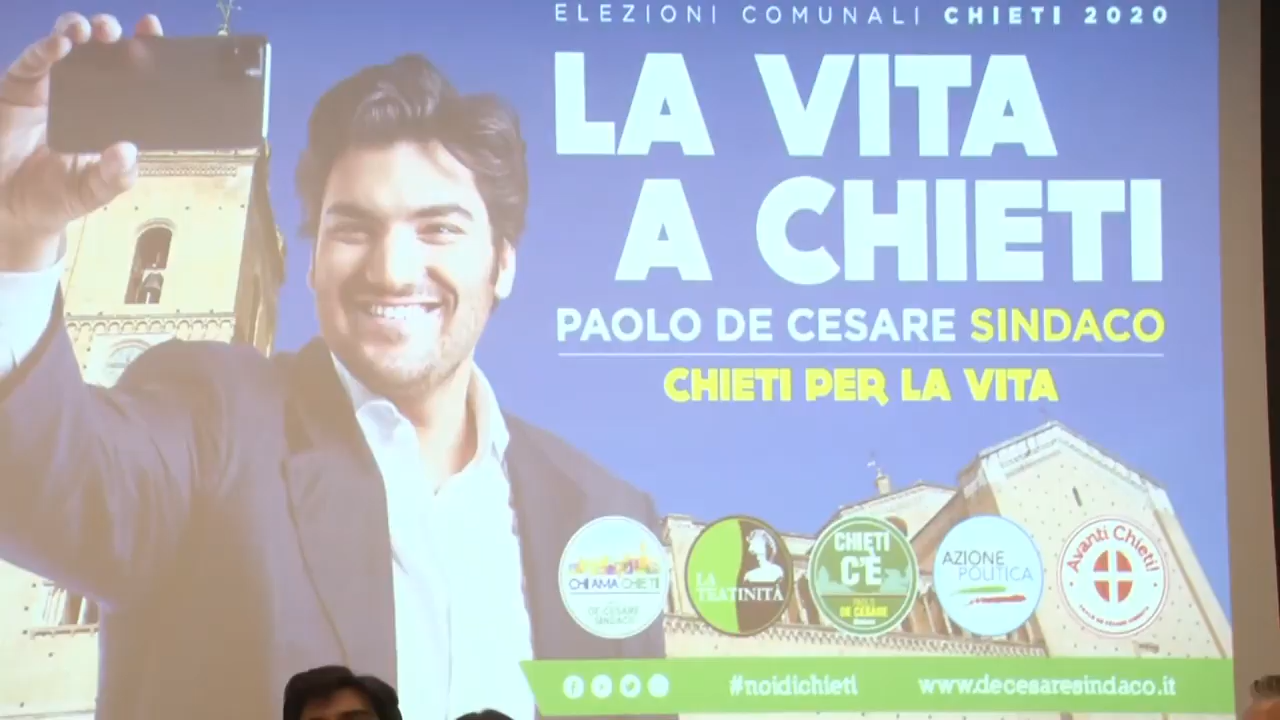 ELEZIONI COMUNALI CHIETI 2020
LA VITA
A CHIETI
PAOLO DE CESARE SINDACO
CHIETI PER LA VITA
CHI AMA CHIETI
DE CESARE
SINDACO
LA
TEATINITÀ
CHIETI
C'È
DE CESARE
AZIONE
POLITICA
Avanti Chieti!
#noidichieti
www.decesaresindaco.it